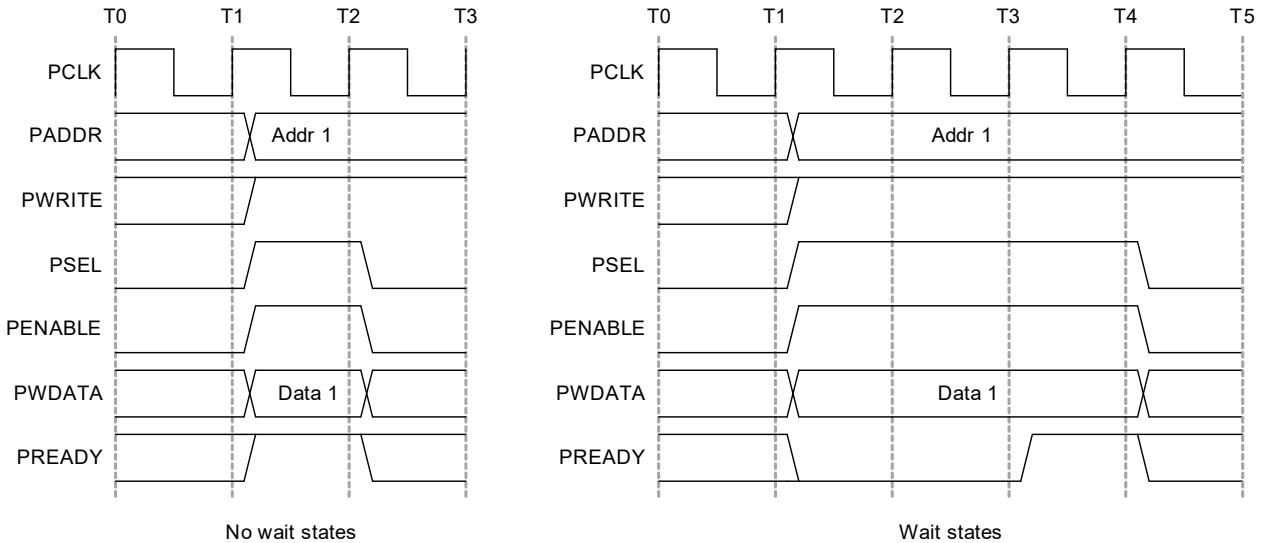 T0 T1 T2 T3
PCLK
PADDR Addr 1
PWRITE
PSEL
PENABLE
PWDATA Data 1
PREADY
No wait states
T0 T1 T2 T3 T4 T5
PCLK
PADDR Addr 1
PWRITE
PSEL
PENABLE
PWDATA Data 1
PREADY
Wait states